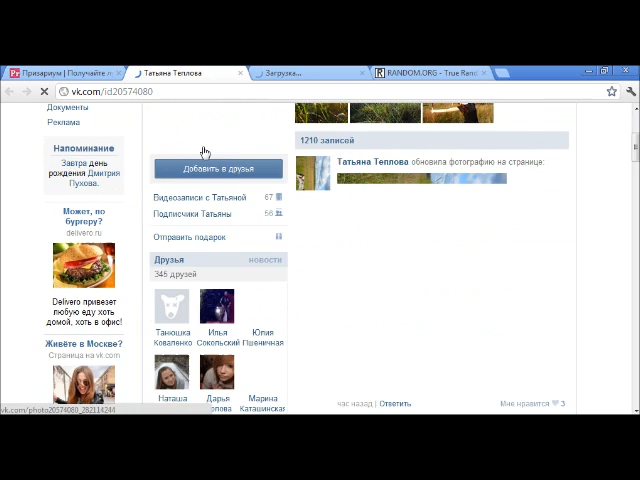 Призариум | Получайте п
Татьяна Теплова
Загрузка...
RANDOM.ORG - True Rand
vk.com/id20574080
Документы
Реклама
Напоминание
Завтра день
рождения Дмитрия
Пухова.
Может, по
бургеру?
delivero.ru
Delivero привезет
любую еду хоть
домой, хоть в офис!
Живёте в Москве?
Страница на vk.com
vk.com/photo20574080_282114244
Добавить в друзья
Видеозаписи с Татьяной 67
Подписчики Татьяны 56
Отправить подарок
Друзья новости
345 друзей
Танюшка Илья Юлия
Коваленко Сокольский Пшеничная
Наташа Дарья Марина
Каташинская
1210 записей
Татьяна Теплова обновила фотографию на странице:
час назад | Ответить Мне нравится 3